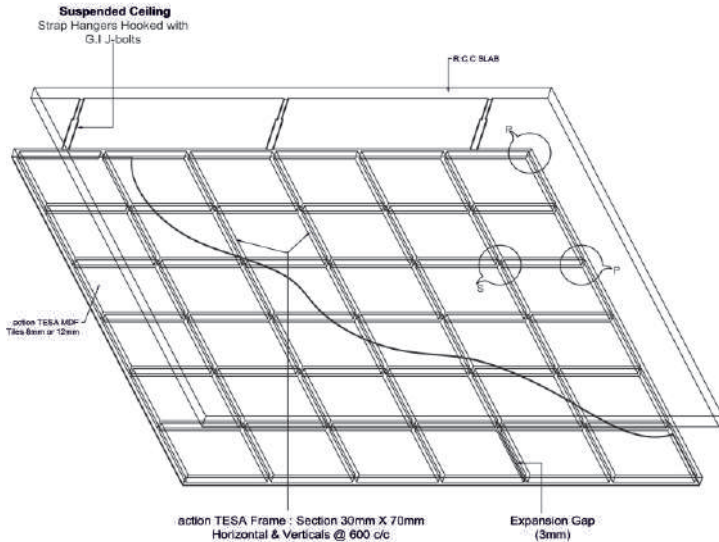 Suspended Ceiling
Strap Hangers Hooked with
G.I J-bolts
R.C.C SLAB
R
P
S
action TESA MDF
Tiles 8mm or 12mm
action TESA Frame : Section 30mm X 70mm
Horizontal & Verticals @ 600 c/c
Expansion Gap
(3mm)